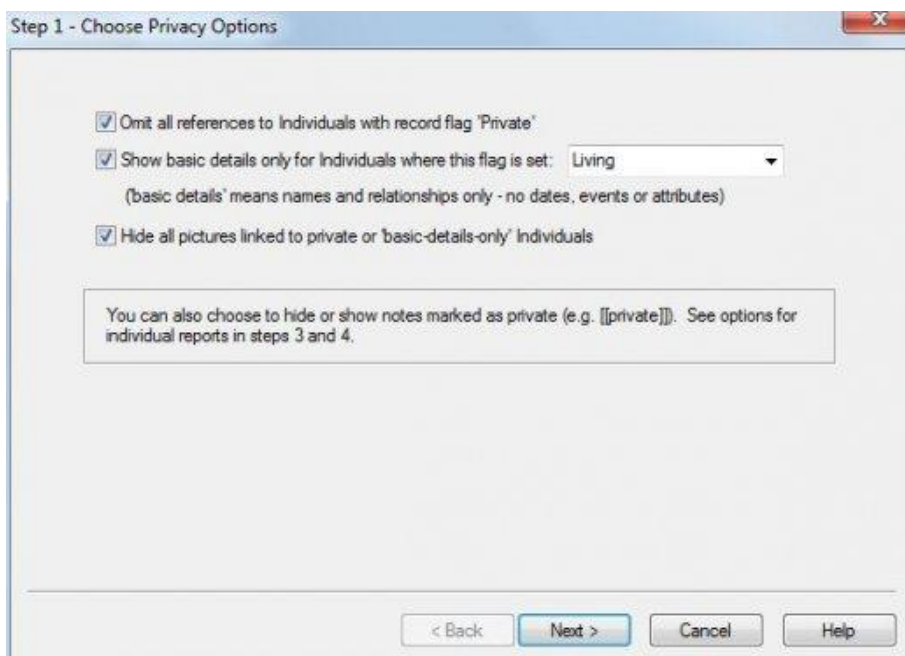 Step 1 - Choose Privacy Options
Omit all references to Individuals with record flag 'Private'
Show basic details only for Individuals where this flag is set: Living
('basic details' means names and relationships only - no dates, events or attributes)
Hide all pictures linked to private or 'basic-details-only' Individuals
You can also choose to hide or show notes marked as private (e.g. [[private]]). See options for
individual reports in steps 3 and 4.
< Back Next > Cancel Help